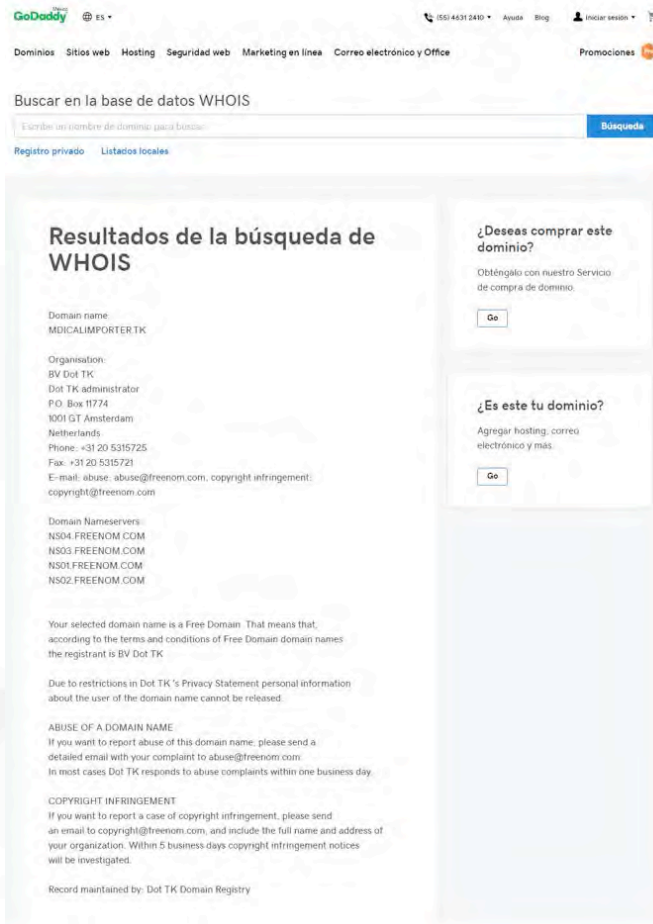 GoDaddy
ES
(55) 4631 2410
Ayuda
Blog
Iniciar sesión
Dominios
Sitios web
Hosting
Seguridad web
Marketing en línea
Correo electrónico y Office
Promociones
Buscar en la base de datos WHOIS
Escribe un nombre de dominio para buscar
Búsqueda
Registro privado
Listados locales
Resultados de la búsqueda de
WHOIS
Domain name:
MDICALIMPORTER.TK
Organisation:
BV Dot TK
Dot TK administrator
P.O. Box 11774
1001 GT Amsterdam
Netherlands
Phone: +31 20 5315725
Fax: +31 20 5315721
E-mail: abuse: abuse@freenom.com, copyright infringement:
copyright@freenom.com
Domain Nameservers:
NS04.FREENOM.COM
NS03.FREENOM.COM
NS01.FREENOM.COM
NS02.FREENOM.COM
Your selected domain name is a Free Domain. That means that,
according to the terms and conditions of Free Domain domain names
the registrant is BV Dot TK
Due to restrictions in Dot TK 's Privacy Statement personal information
about the user of the domain name cannot be released.
ABUSE OF A DOMAIN NAME
If you want to report abuse of this domain name, please send a
detailed email with your complaint to abuse@freenom.com.
In most cases Dot TK responds to abuse complaints within one business day.
COPYRIGHT INFRINGEMENT
If you want to report a case of copyright infringement, please send
an email to copyright@freenom.com, and include the full name and address of
your organization. Within 5 business days copyright infringement notices
will be investigated.
Record maintained by: Dot TK Domain Registry
¿Deseas comprar este
dominio?
Obténgalo con nuestro Servicio
de compra de dominio.
Go
¿Es este tu dominio?
Agregar hosting, correo
electrónico y más.
Go